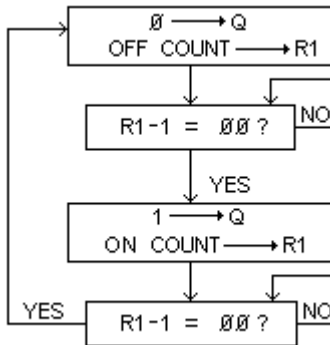 Ø → Q
OFF COUNT → R1
R1-1 = ØØ?
NO
YES
1 → Q
ON COUNT → R1
YES
R1-1 = ØØ?
NO